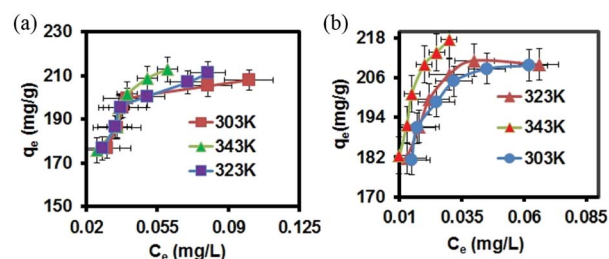 (a)
230
210
190
170
150
qe (mg/g)
303K
343K
323K
0.02
0.055
0.09
0.125
Ce (mg/L)
(b)
218
206
194
182
170
qe(mg/g)
323K
343K
303K
0.01
0.035
0.06
0.085
Ce (mg/L)